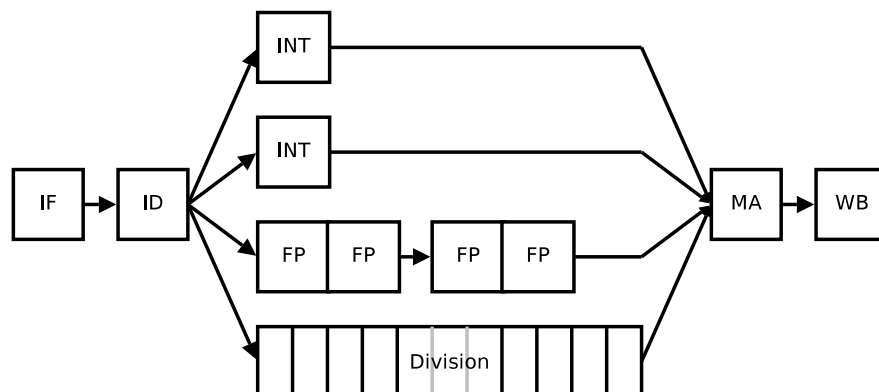 INT
INT
IF
ID
FP FP FP FP
MA
WB
Division